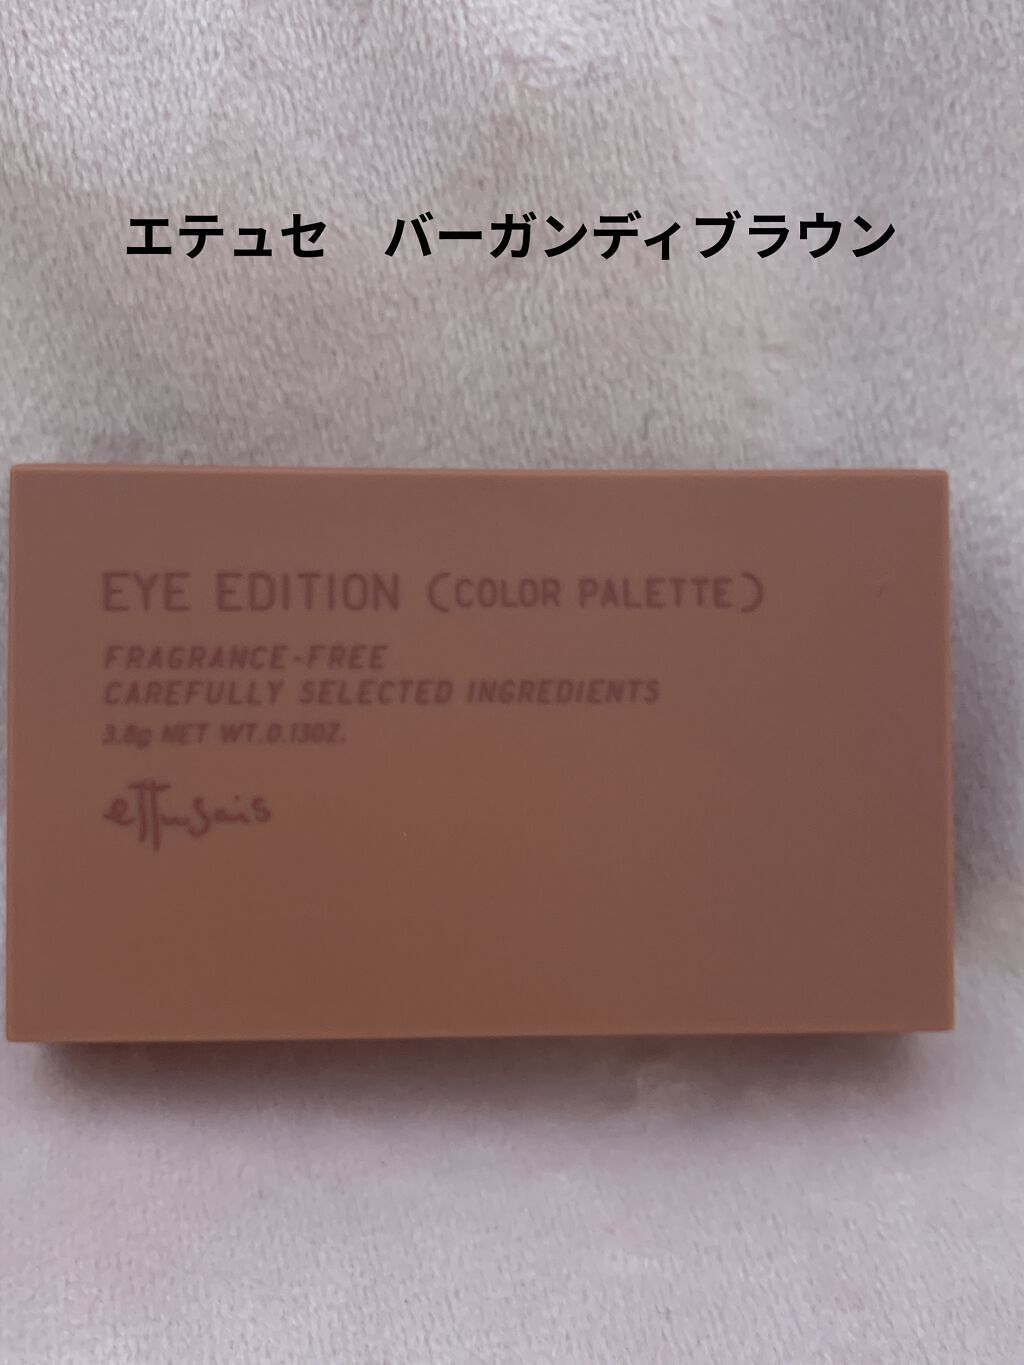 エテュセ　バーガンディブラウン
EYE EDITION (COLOR PALETTE)
FRAGRANCE-FREE
CAREFULLY SELECTED INGREDIENTS
3.8g NET WT.0.13OZ.
ettusais